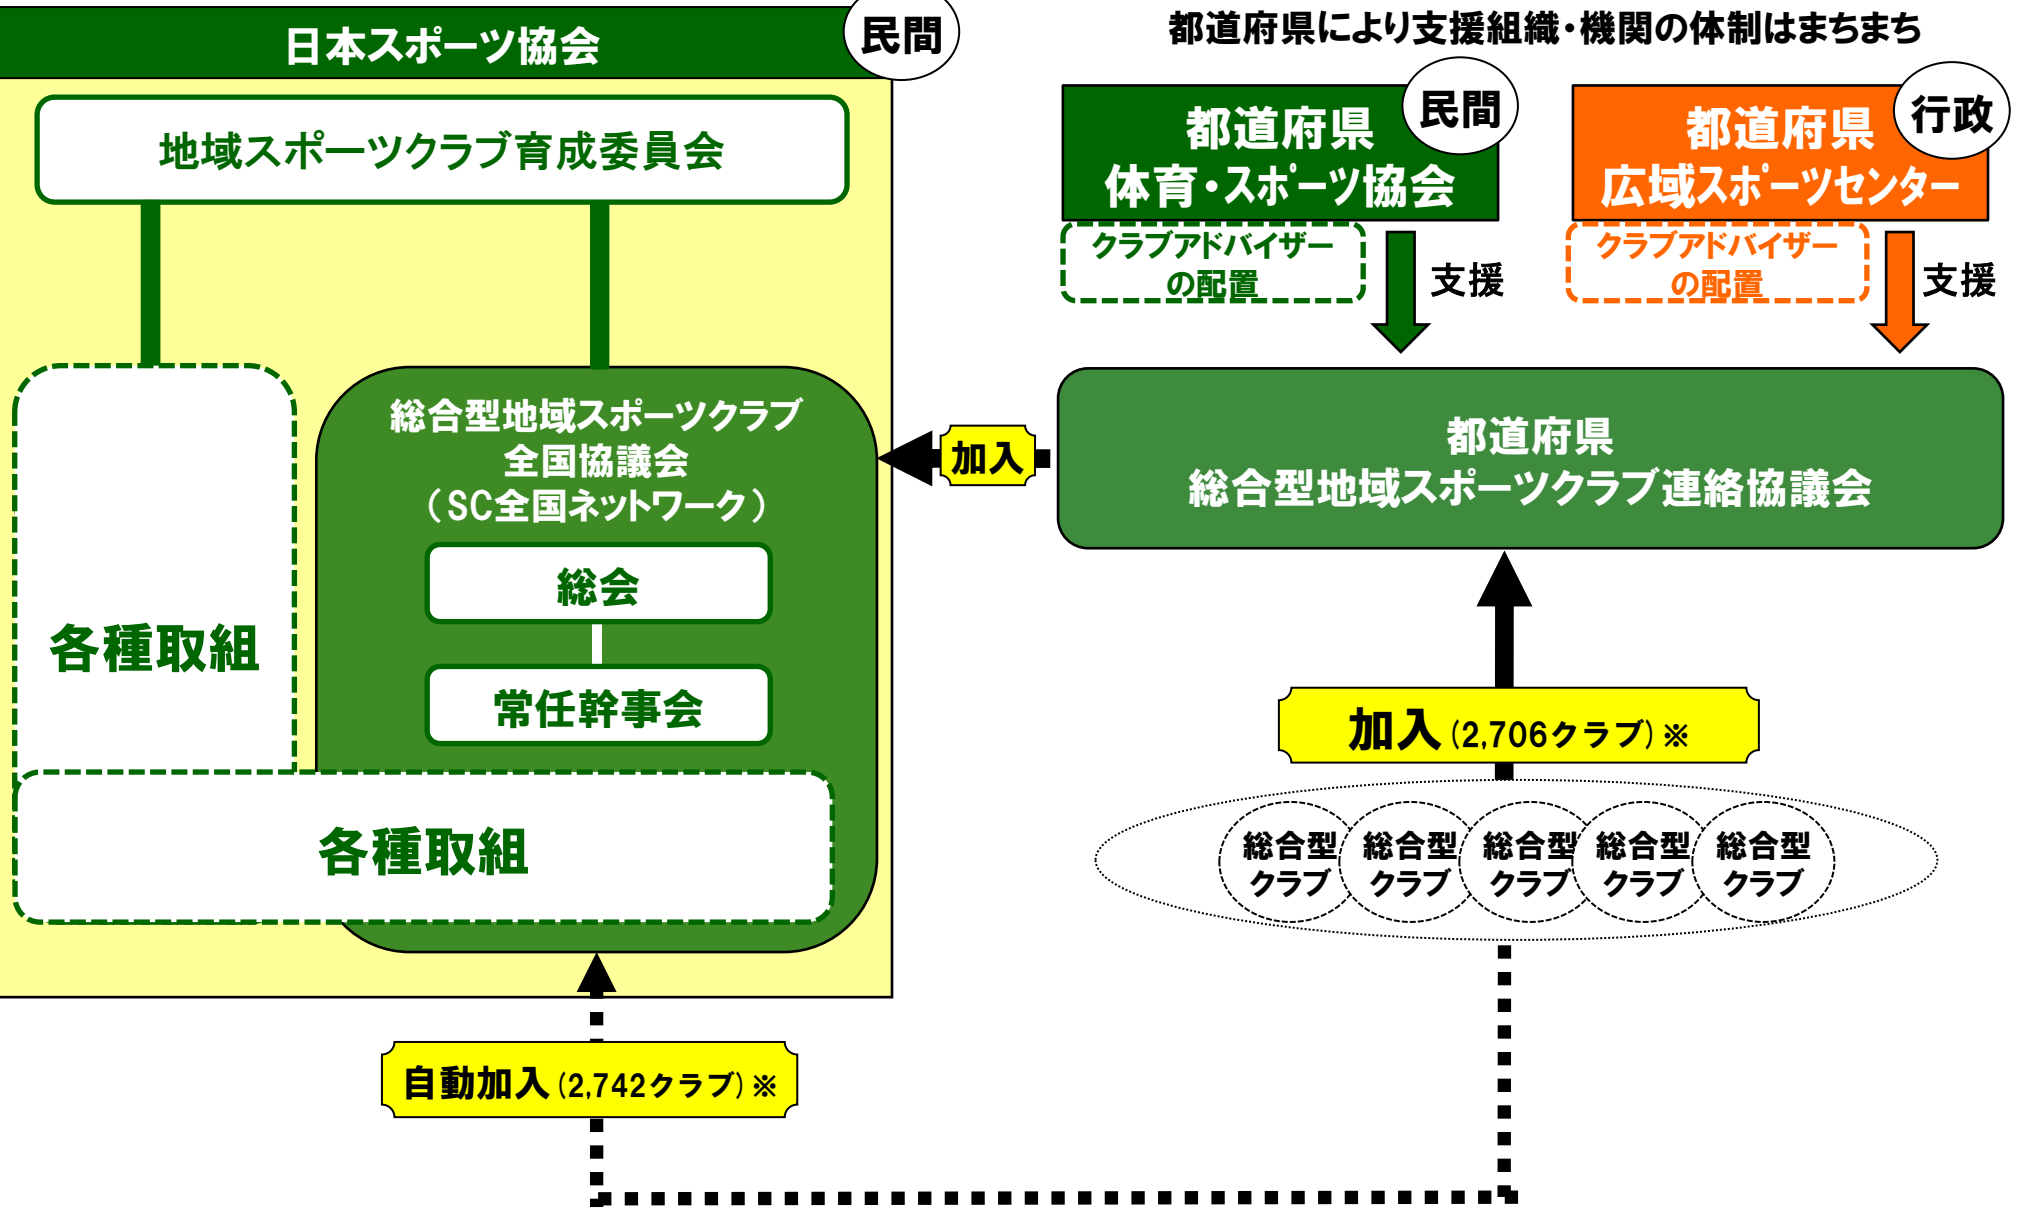 日本スポーツ協会
民間
地域スポーツクラブ育成委員会
各種取組
総合型地域スポーツクラブ
全国協議会
（SC全国ネットワーク）
総会
常任幹事会
各種取組
自動加入(2,742クラブ)※
都道府県により支援組織・機関の体制はまちまち
都道府県
体育・スポーツ協会
民間
クラブアドバイザー
の配置
支援
都道府県
広域スポーツセンター
行政
クラブアドバイザー
の配置
支援
加入
都道府県
総合型地域スポーツクラブ連絡協議会
加入(2,706クラブ)※
総合型
クラブ
総合型
クラブ
総合型
クラブ
総合型
クラブ
総合型
クラブ